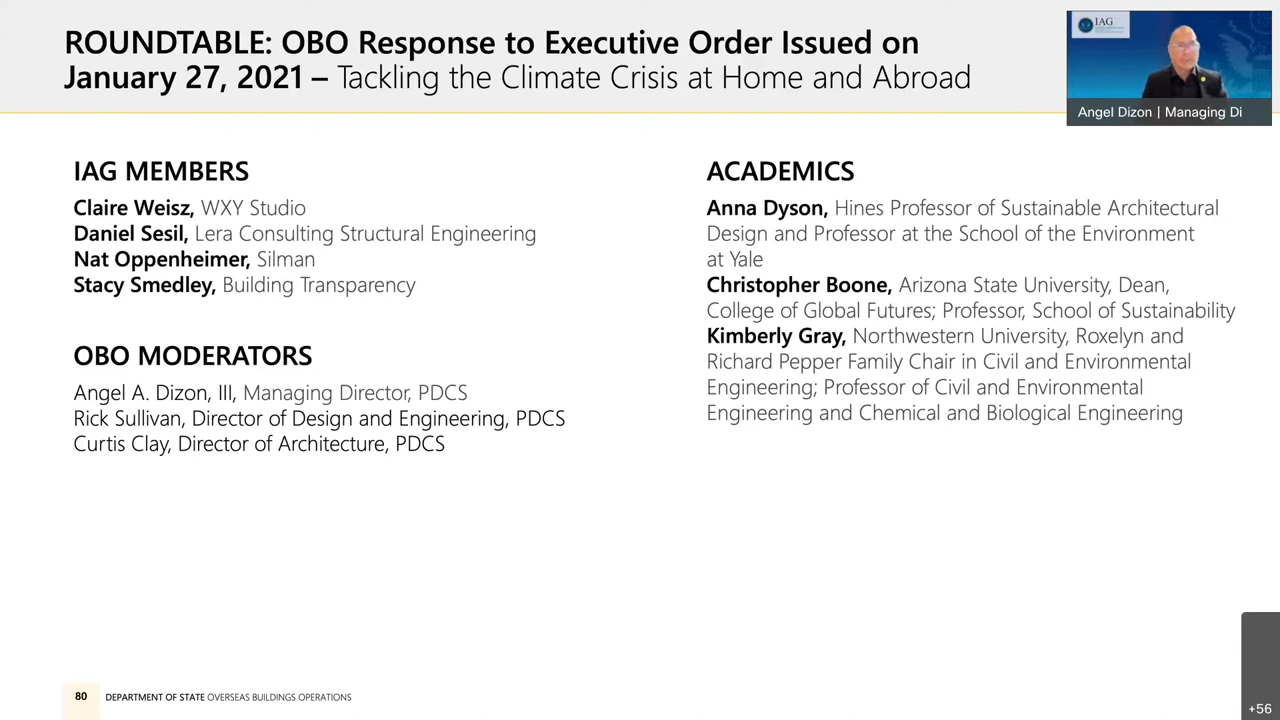 ROUNDTABLE: OBO Response to Executive Order Issued on
January 27, 2021 – Tackling the Climate Crisis at Home and Abroad
IAG
Angel Dizon | Managing Di
IAG MEMBERS
Claire Weisz, WXY Studio
Daniel Sesil, Lera Consulting Structural Engineering
Nat Oppenheimer, Silman
Stacy Smedley, Building Transparency
OBO MODERATORS
Angel A. Dizon, III, Managing Director, PDCS
Rick Sullivan, Director of Design and Engineering, PDCS
Curtis Clay, Director of Architecture, PDCS
ACADEMICS
Anna Dyson, Hines Professor of Sustainable Architectural
Design and Professor at the School of the Environment
at Yale
Christopher Boone, Arizona State University, Dean,
College of Global Futures; Professor, School of Sustainability
Kimberly Gray, Northwestern University, Roxelyn and
Richard Pepper Family Chair in Civil and Environmental
Engineering; Professor of Civil and Environmental
Engineering and Chemical and Biological Engineering
80 DEPARTMENT OF STATE OVERSEAS BUILDINGS OPERATIONS
+56